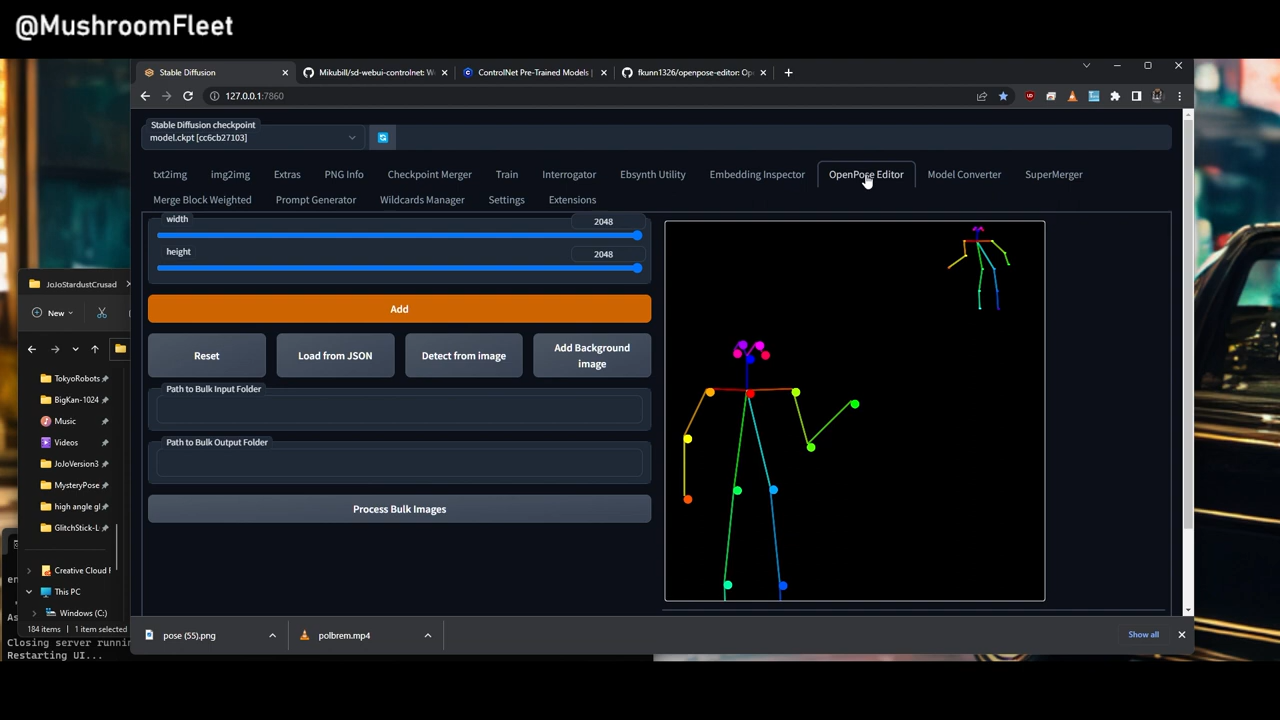 @MushroomFleet
Stable Diffusion
Mikubill/sd-webui-controlnet: W
ControlNet Pre-Trained Models |
fkunn1326/openpose-editor: Op
127.0.0.1:7860
Stable Diffusion checkpoint
model.ckpt [cc6cb27103]
txt2img
img2img
Extras
PNG Info
Checkpoint Merger
Train
Interrogator
Ebsynth Utility
Embedding Inspector
OpenPose Editor
Model Converter
SuperMerger
Merge Block Weighted
Prompt Generator
Wildcards Manager
Settings
Extensions
width
2048
height
2048
Add
Reset
Load from JSON
Detect from image
Add Background
image
Path to Bulk Input Folder
Path to Bulk Output Folder
Process Bulk Images
JoJoStardustCrusad
New
TokyoRobots
BigKan-1024
Music
Videos
JoJoVersion3
MysteryPose
high angle gl
GlitchStick-L
Creative Cloud F
This PC
Windows (C:)
184 items
1 item selected
en
As
Closing server runnin
Restarting UI...
pose (55).png
polbrem.mp4
Show all